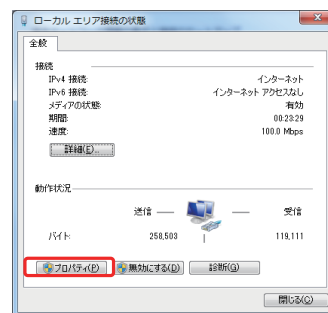 ローカル エリア接続の状態
全般
接続
IPv4 接続: インターネット
IPv6 接続: インターネット アクセスなし
メディアの状態: 有効
期間: 00:23:29
速度: 100.0 Mbps
詳細(E)...
動作状況
送信 — — 受信
バイト: 258,503 119,111
プロパティ(P) 無効にする(D) 診断(G)
閉じる(C)